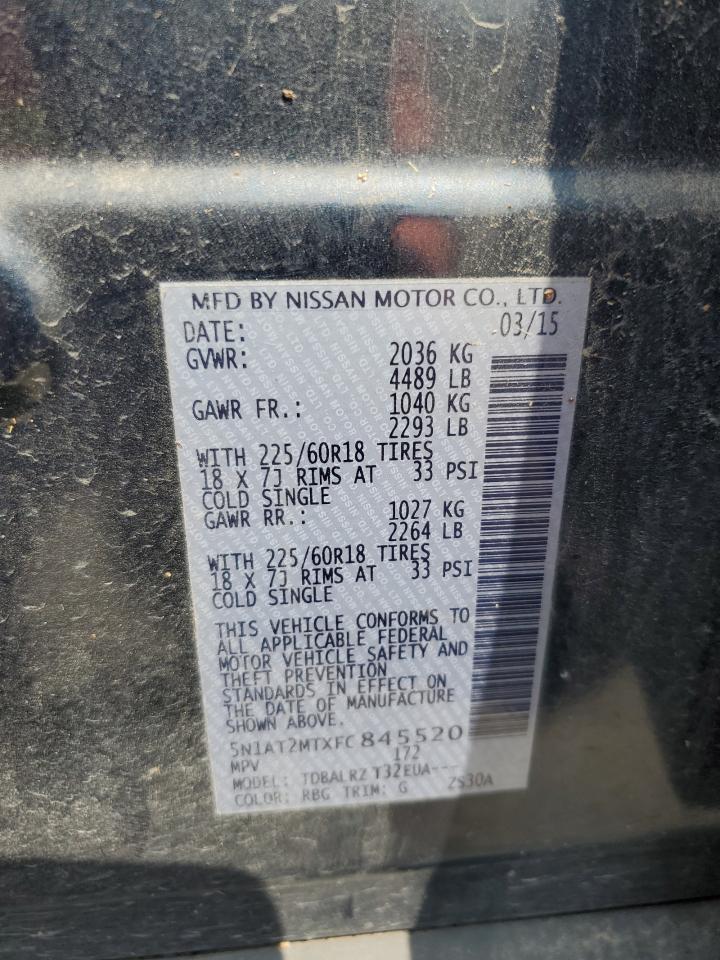 MFD BY NISSAN MOTOR CO., LTD.
DATE: 03/15
GVWR: 2036 KG
4489 LB
GAWR FR.: 1040 KG
2293 LB
WITH 225/60R18 TIRES
18 X 7J RIMS AT 33 PSI
COLD SINGLE
GAWR RR.: 1027 KG
2264 LB
WITH 225/60R18 TIRES
18 X 7J RIMS AT 33 PSI
COLD SINGLE
THIS VEHICLE CONFORMS TO
ALL APPLICABLE FEDERAL
MOTOR VEHICLE SAFETY AND
THEFT PREVENTION
STANDARDS IN EFFECT ON
THE DATE OF MANUFACTURE
SHOWN ABOVE.
5N1AT2MTXFC845520
MPV 172
MODEL: TDBALRZ T32EUA--- ZS30A
COLOR: RBG TRIM: G